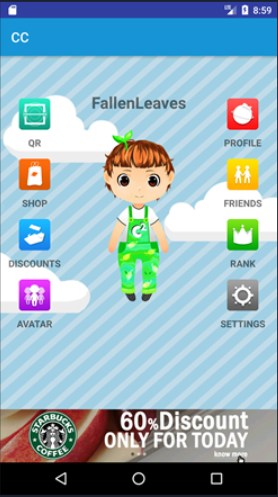 8:59
CC
FallenLeaves
QR
PROFILE
SHOP
FRIENDS
DISCOUNTS
RANK
AVATAR
SETTINGS
STARBUCKS
COFFEE
60%Discount
ONLY FOR TODAY
know more